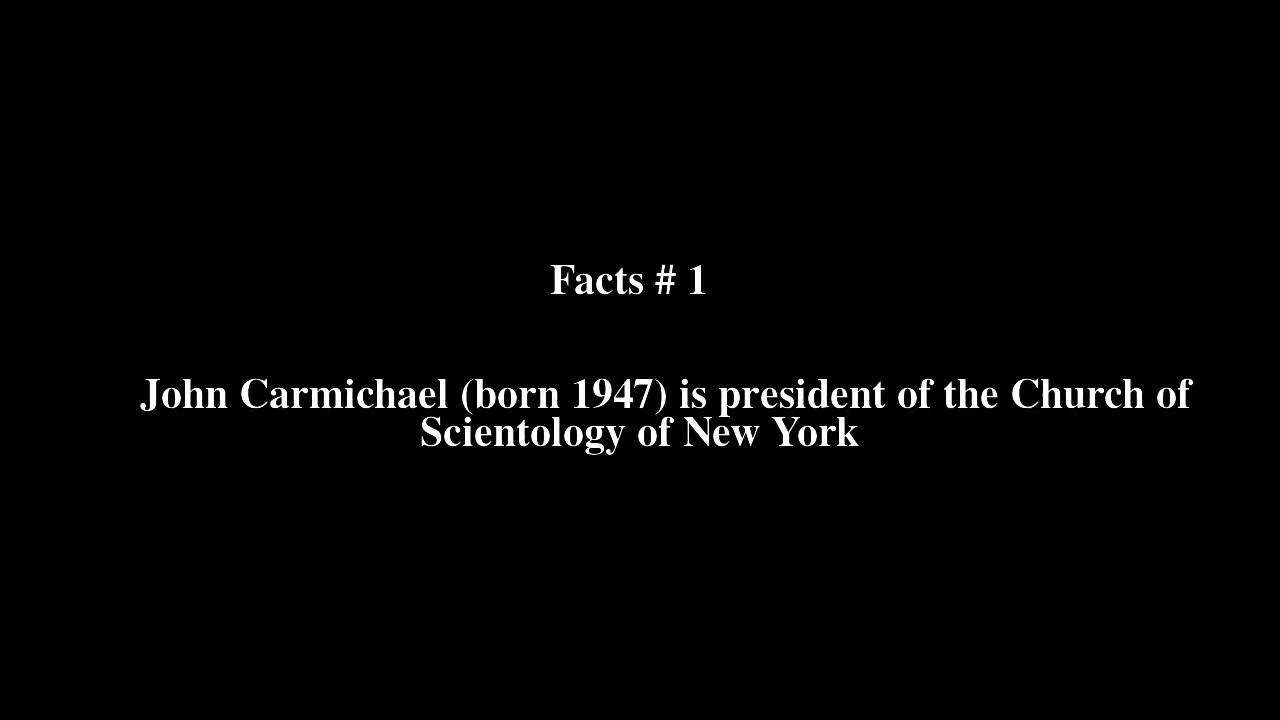 Facts # 1
John Carmichael (born 1947) is president of the Church of
Scientology of New York